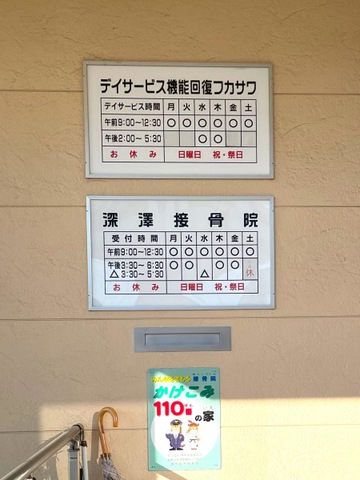 デイサービス機能回復フカサワ
デイサービス時間 月 火 水 木 金 土
午前9:00～12:30 ○ ○ ○ ○ ○ ○
午後2:00～5:30 ○ ○
お休み 日曜日 祝・祭日
深澤接骨院
受付時間 月 火 水 木 金 土
午前9:00～12:30 ○ ○ ○ ○ ○ ○
午後3:30～6:30 ○ ○ ○ ○
△3:30～5:30 △ 休
お休み 日曜日 祝・祭日
接骨院
かけこみ
110番の家